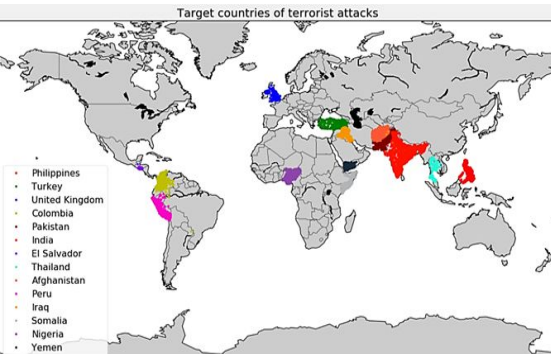 Target countries of terrorist attacks
Philippines
Turkey
United Kingdom
Colombia
Pakistan
India
El Salvador
Thailand
Afghanistan
Peru
Iraq
Somalia
Nigeria
Yemen